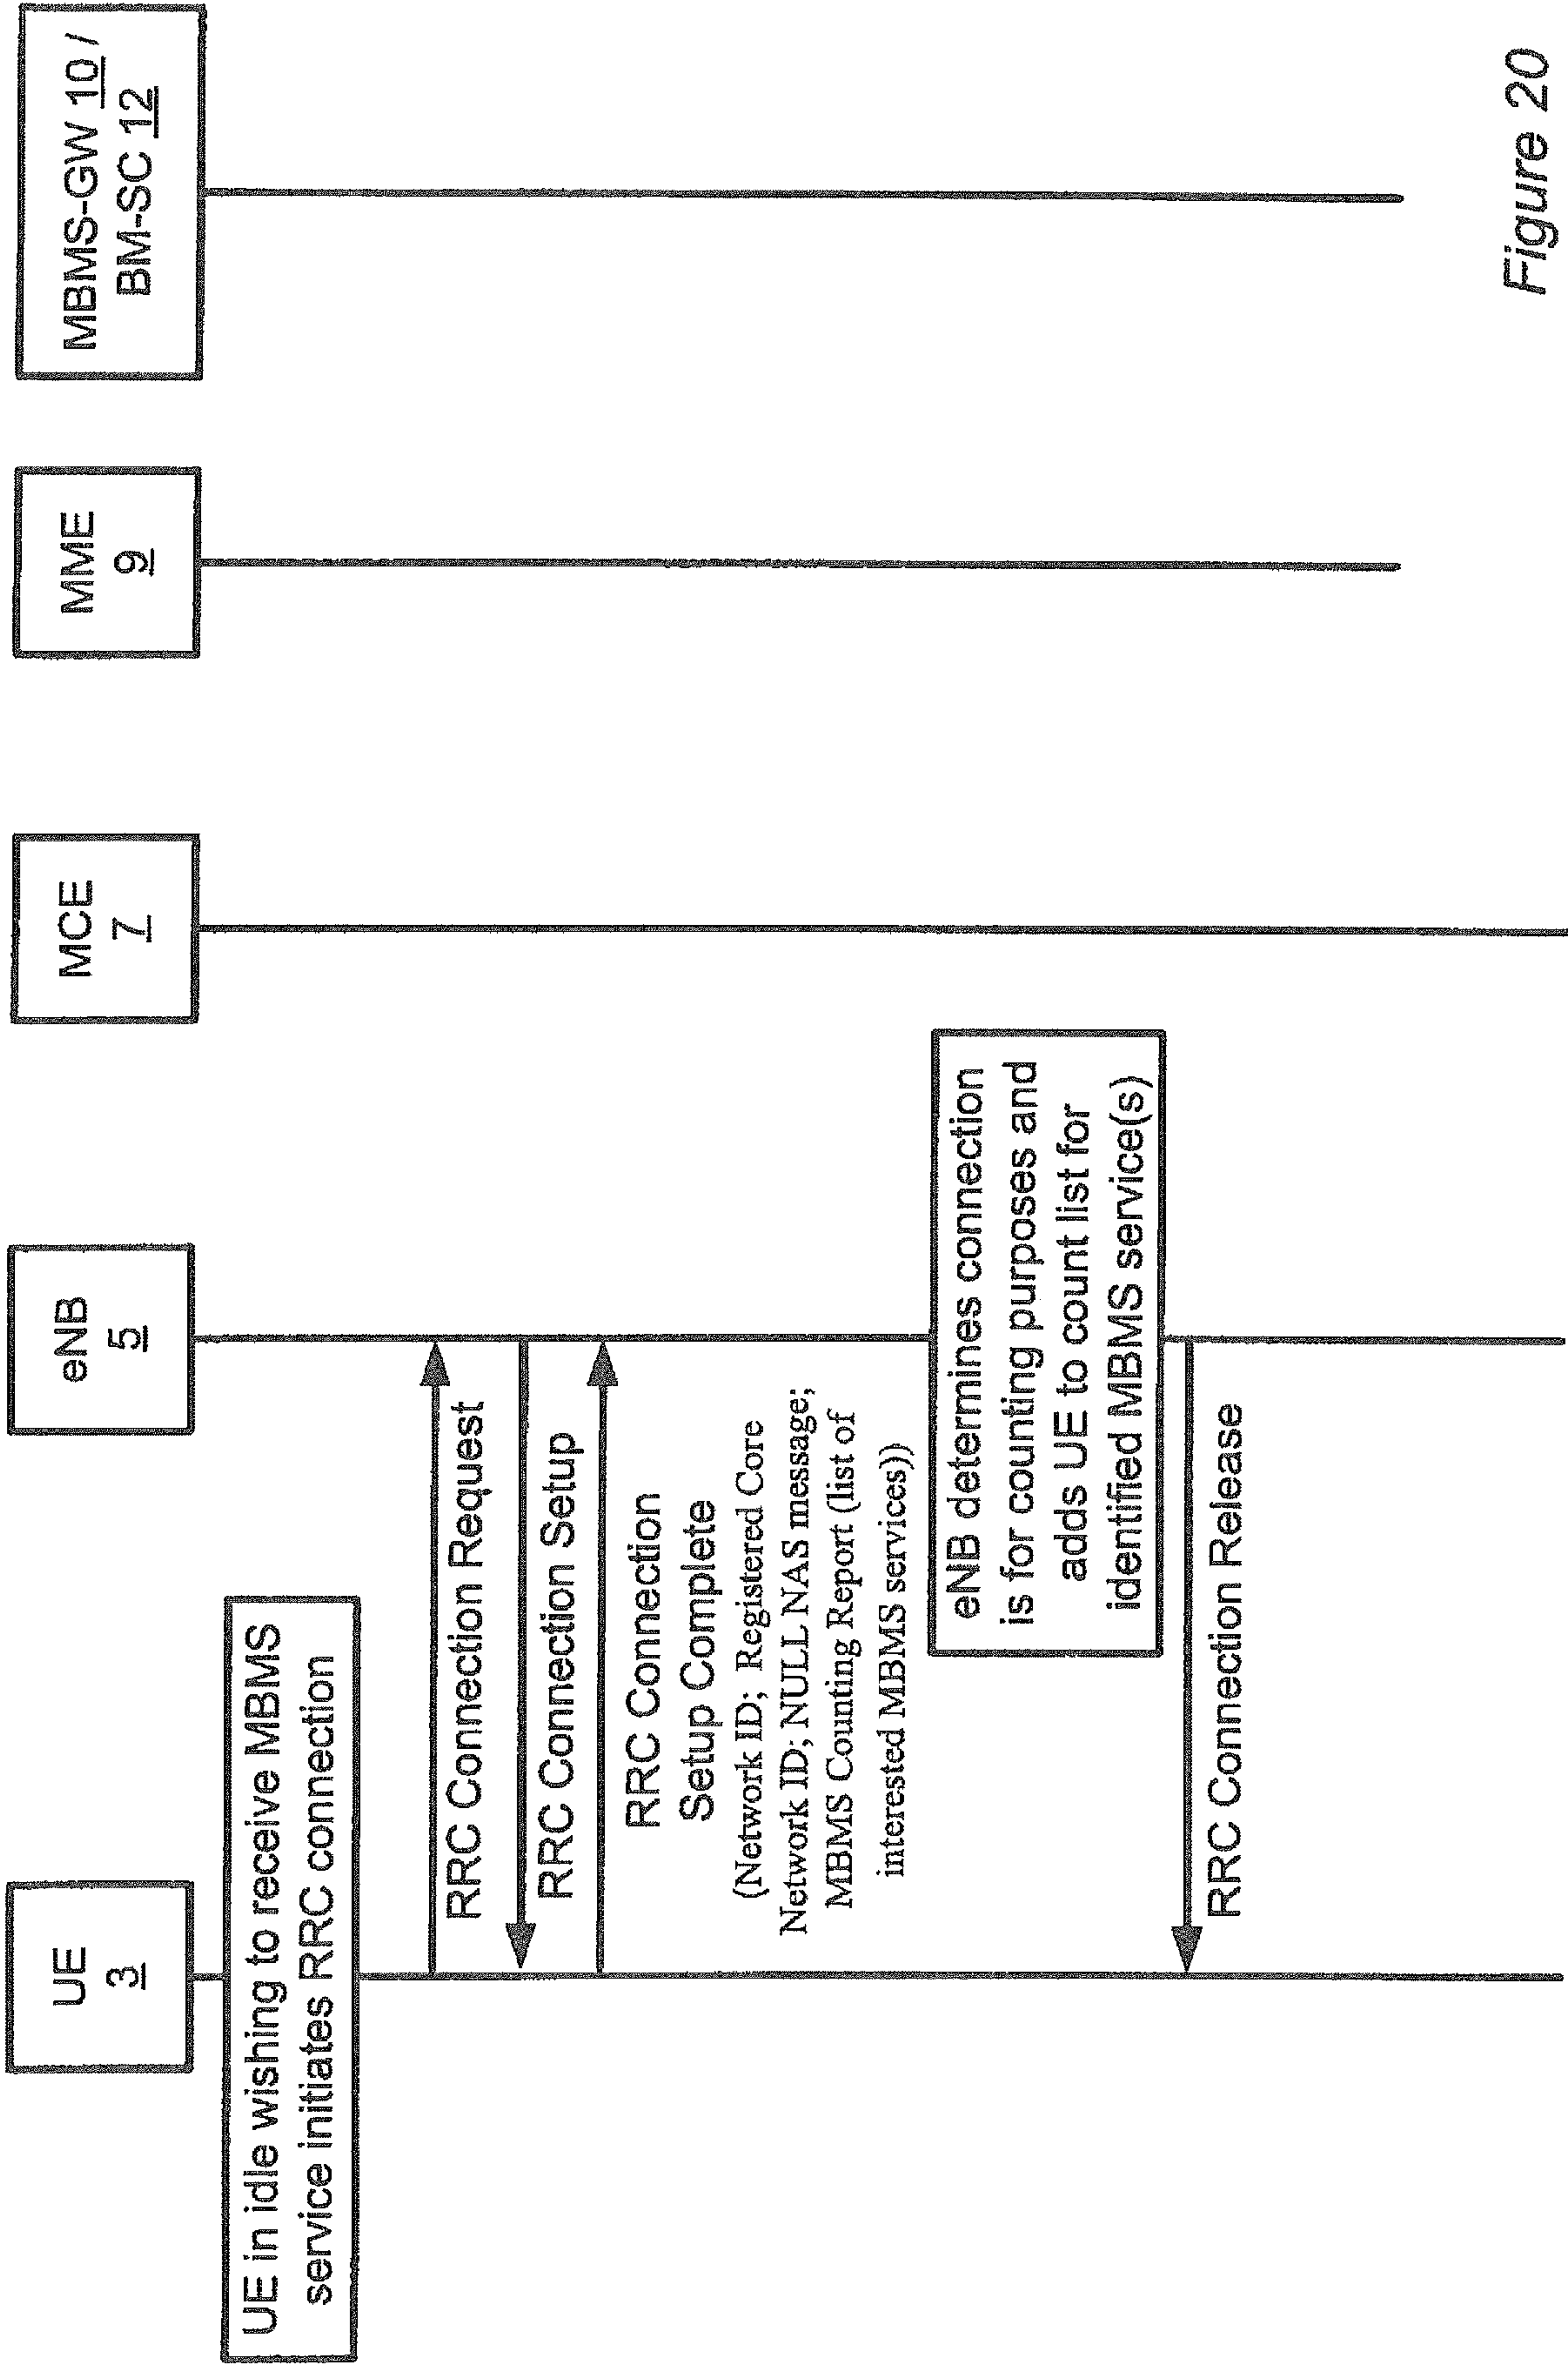 UE
3
eNB
5
MCE
7
MME
9
MBMS-GW 10 /
BM-SC 12
UE in idle wishing to receive MBMS
service initiates RRC connection
RRC Connection Request
RRC Connection Setup
RRC Connection
Setup Complete
(Network ID; Registered Core
Network ID; NULL NAS message;
MBMS Counting Report (list of
interested MBMS services))
eNB determines connection
is for counting purposes and
adds UE to count list for
identified MBMS service(s)
RRC Connection Release
Figure 20